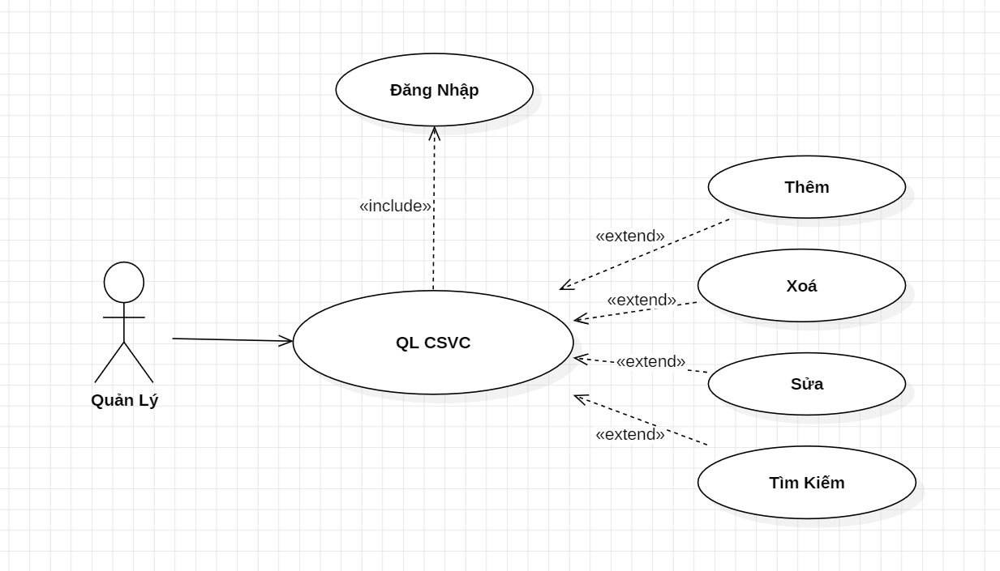 Đăng Nhập
Thêm
«include»
«extend»
Xoá
«extend»
QL CSVC
«extend»
Sửa
Quản Lý
«extend»
Tìm Kiếm